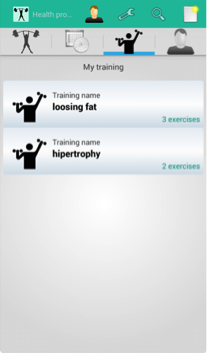 Health pro...
My training
Training name
loosing fat
3 exercises
Training name
hipertrophy
2 exercises